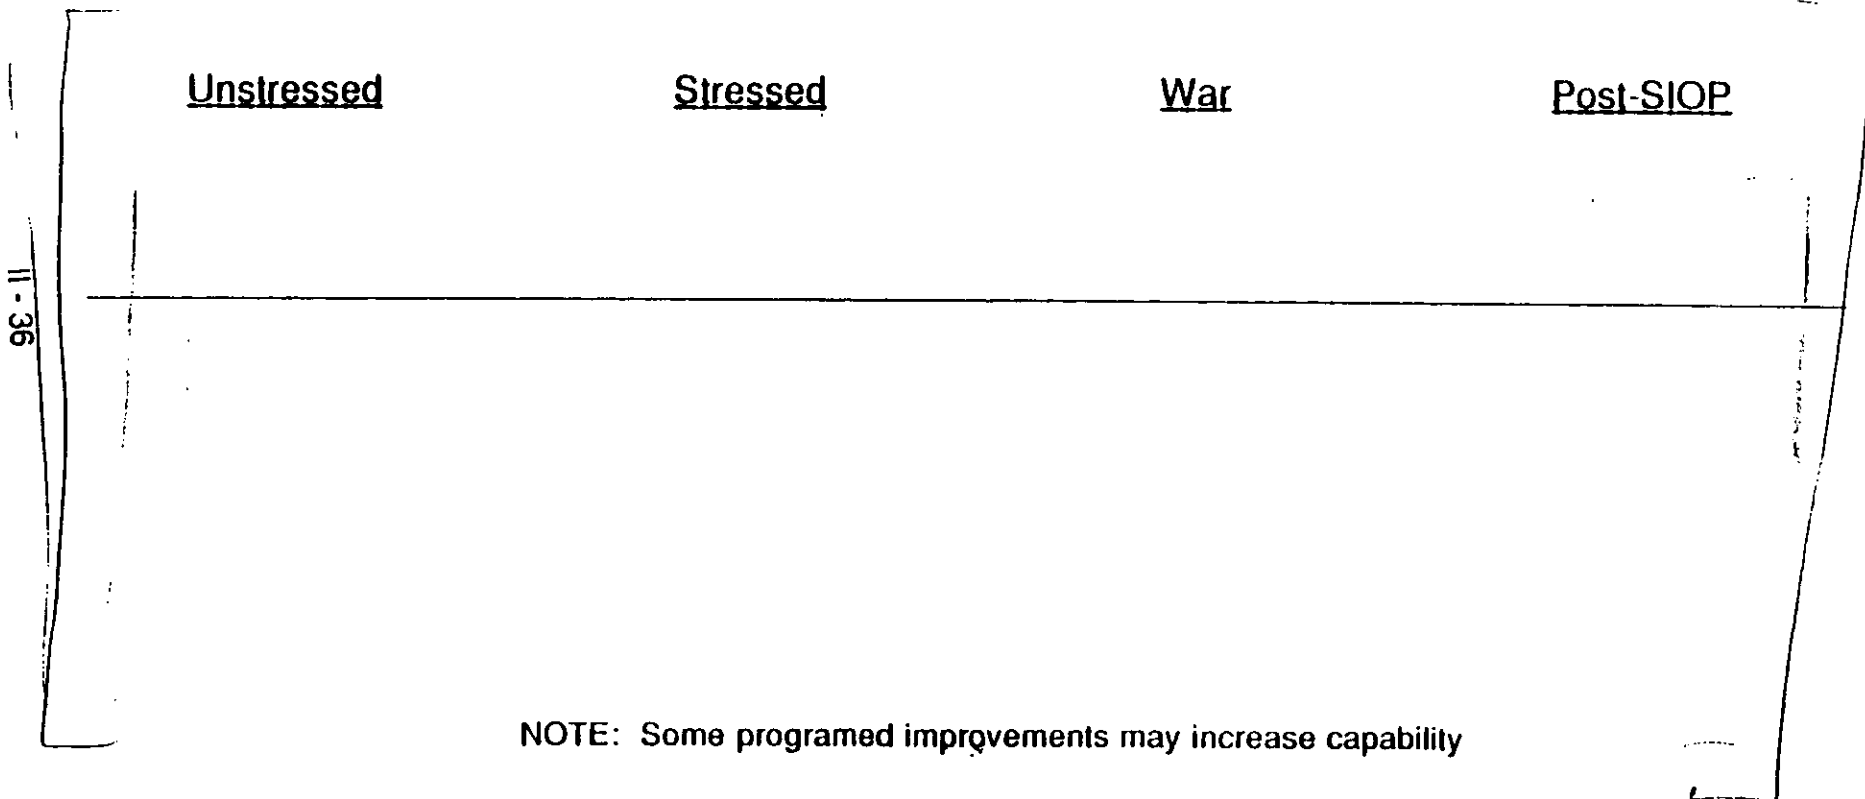 Unstressed Stressed War Post-SIOP
II - 36
NOTE: Some programed improvements may increase capability